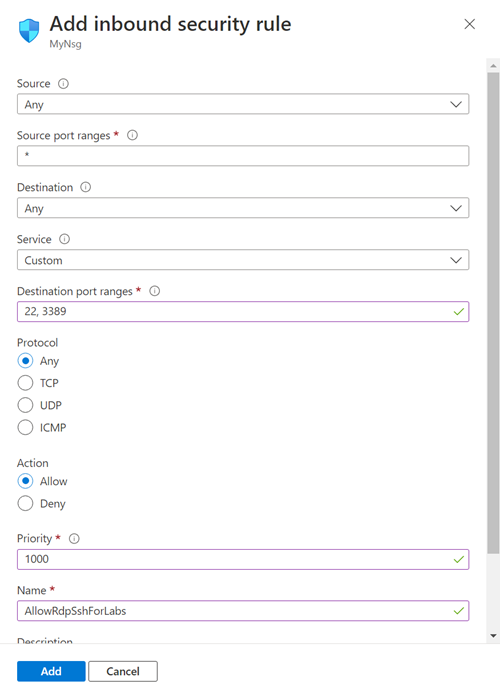 Add inbound security rule
MyNsg
Source
Any
Source port ranges *
*
Destination
Any
Service
Custom
Destination port ranges *
22, 3389
Protocol
Any
TCP
UDP
ICMP
Action
Allow
Deny
Priority *
1000
Name *
AllowRdpSshForLabs
Description
Add
Cancel